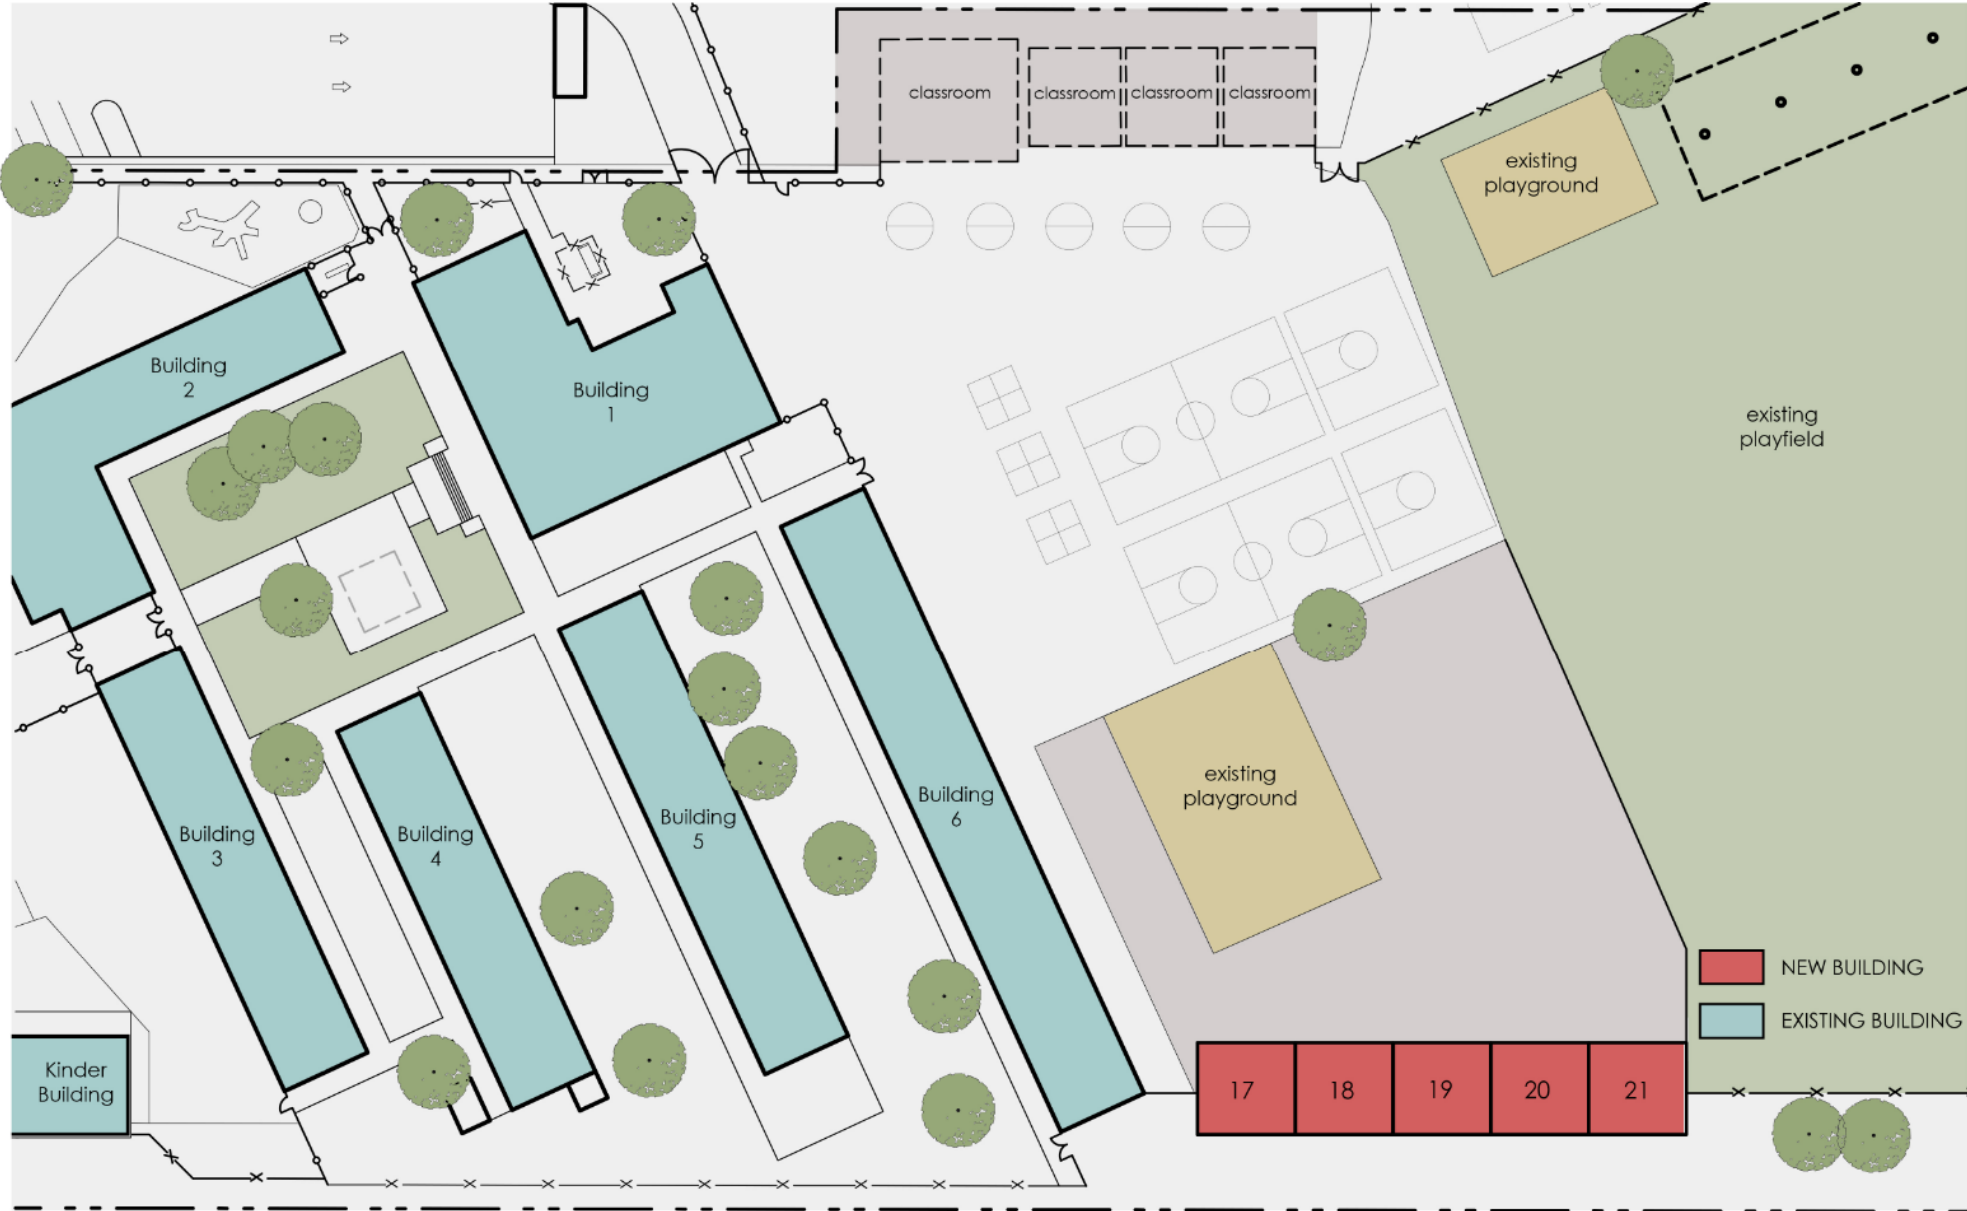 classroom
classroom
classroom
classroom
existing
playground
Building
2
Building
1
existing
playfield
existing
playground
Building
6
Building
5
Building
3
Building
4
NEW BUILDING
EXISTING BUILDING
Kinder
Building
17
18
19
20
21